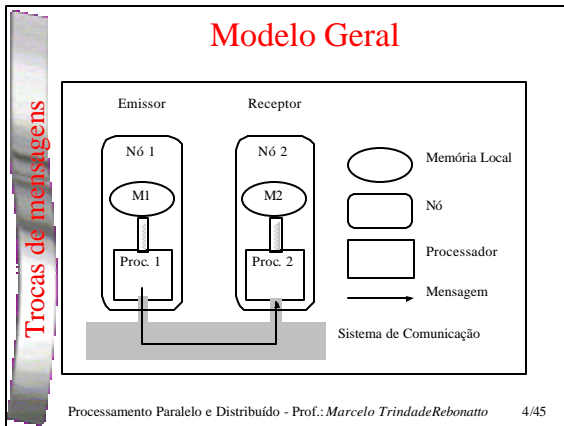 Modelo Geral
Trocas de mensagens
Emissor
Receptor
Nó 1
Nó 2
M1
M2
Proc. 1
Proc. 2
Memória Local
Nó
Processador
Mensagem
Sistema de Comunicação
Processamento Paralelo e Distribuído - Prof.: Marcelo TrindadeRebonatto 4/45